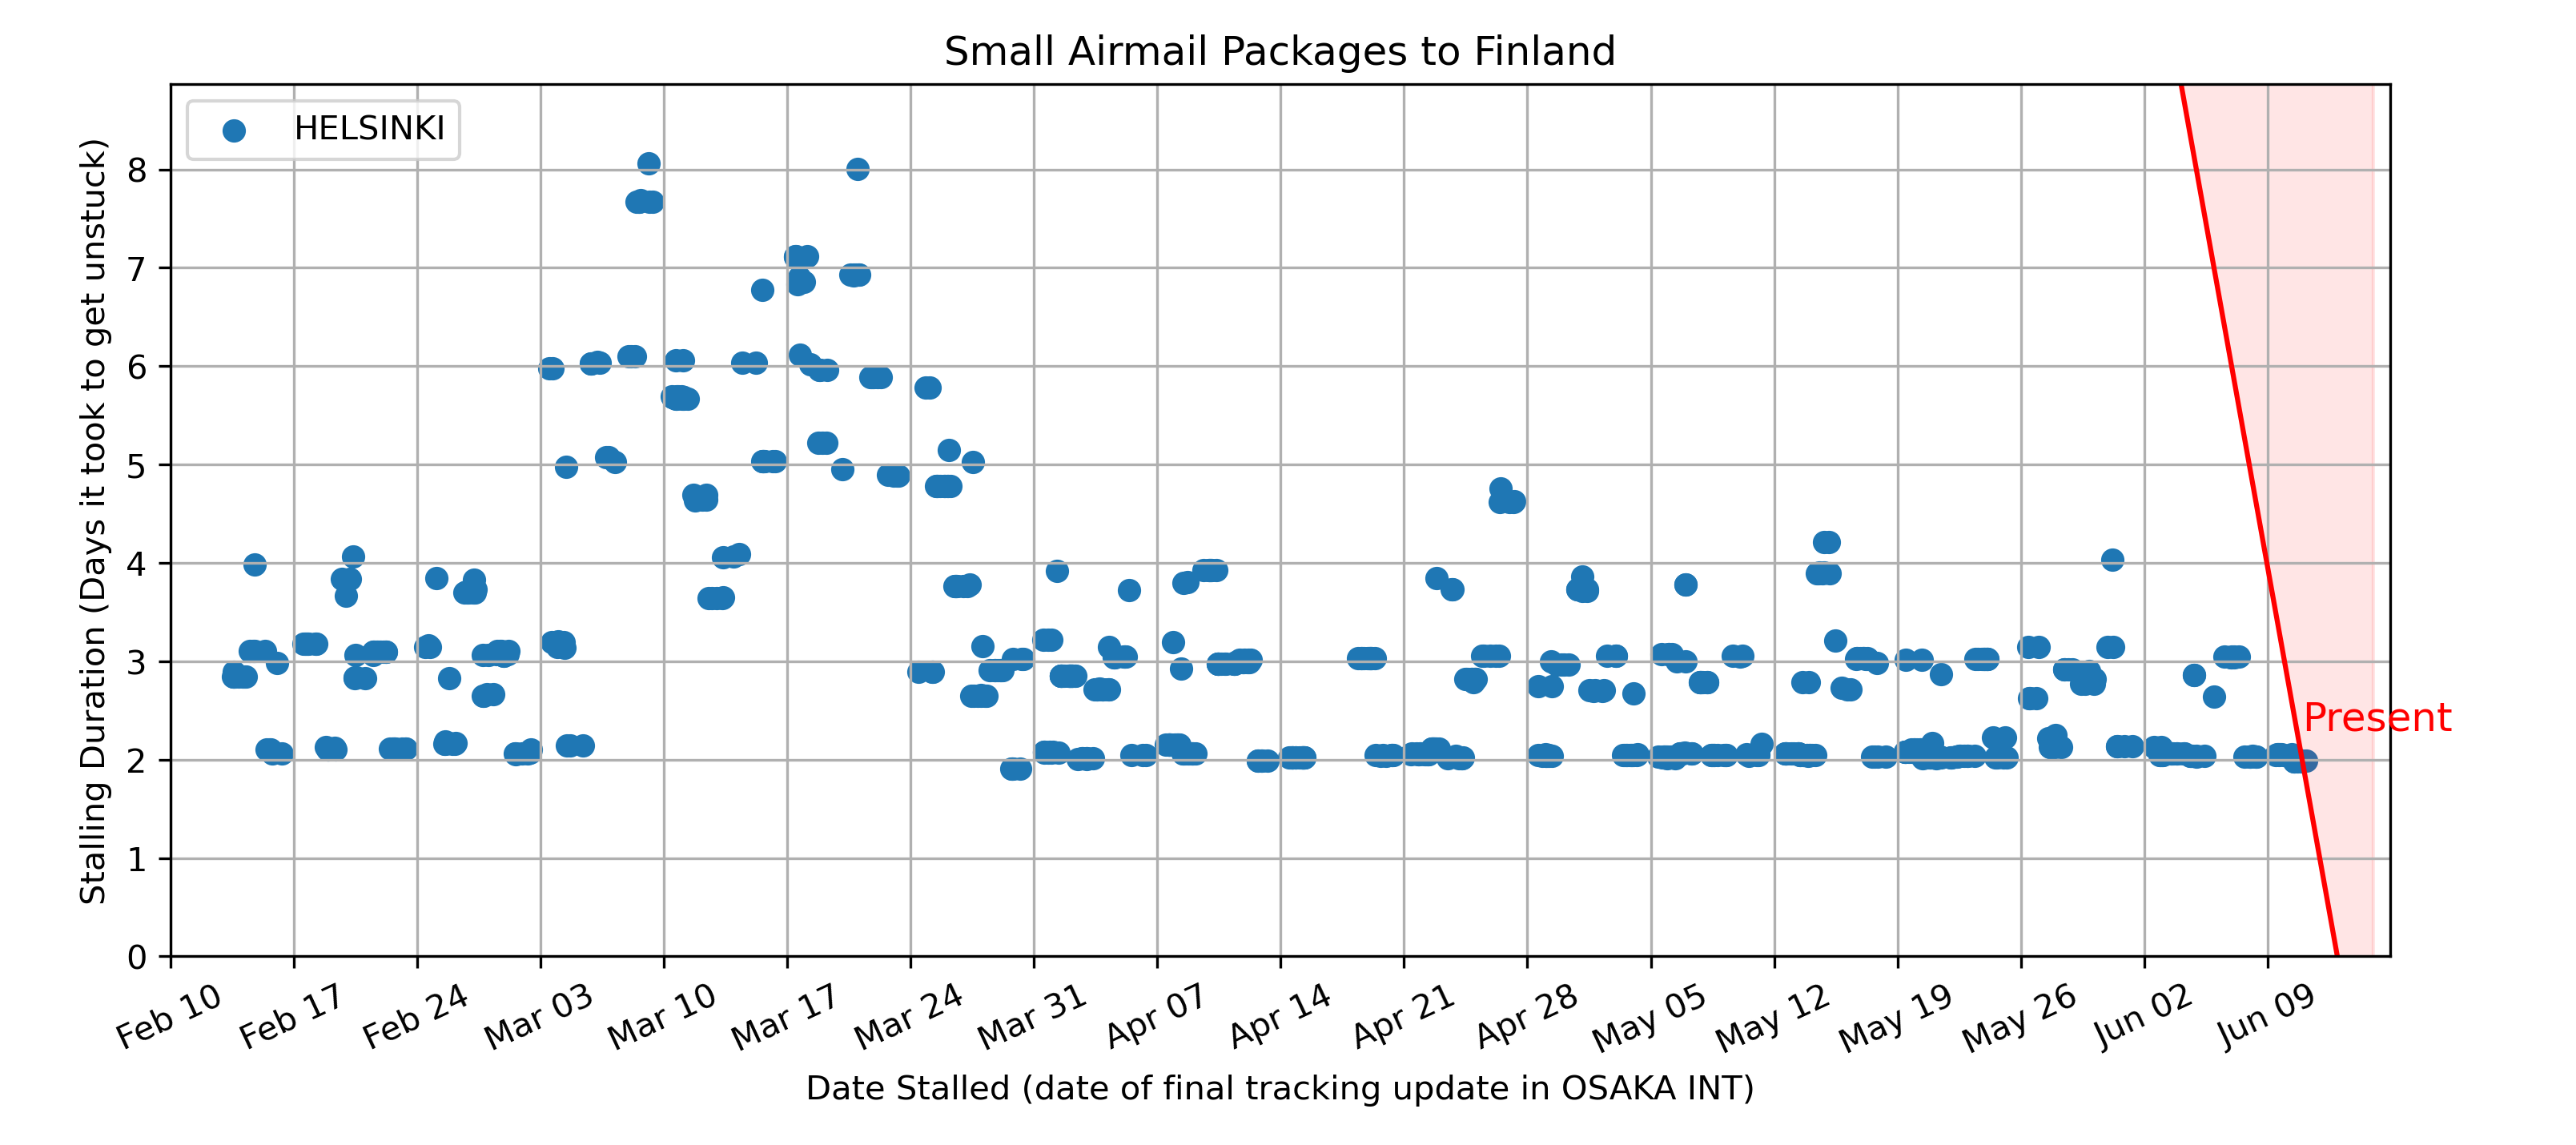 Small Airmail Packages to Finland
HELSINKI
Stalling Duration (Days it took to get unstuck)
8
7
6
5
4
3
2
1
0
Present
Feb 10
Feb 17
Feb 24
Mar 03
Mar 10
Mar 17
Mar 24
Mar 31
Apr 07
Apr 14
Apr 21
Apr 28
May 05
May 12
May 19
May 26
Jun 02
Jun 09
Date Stalled (date of final tracking update in OSAKA INT)